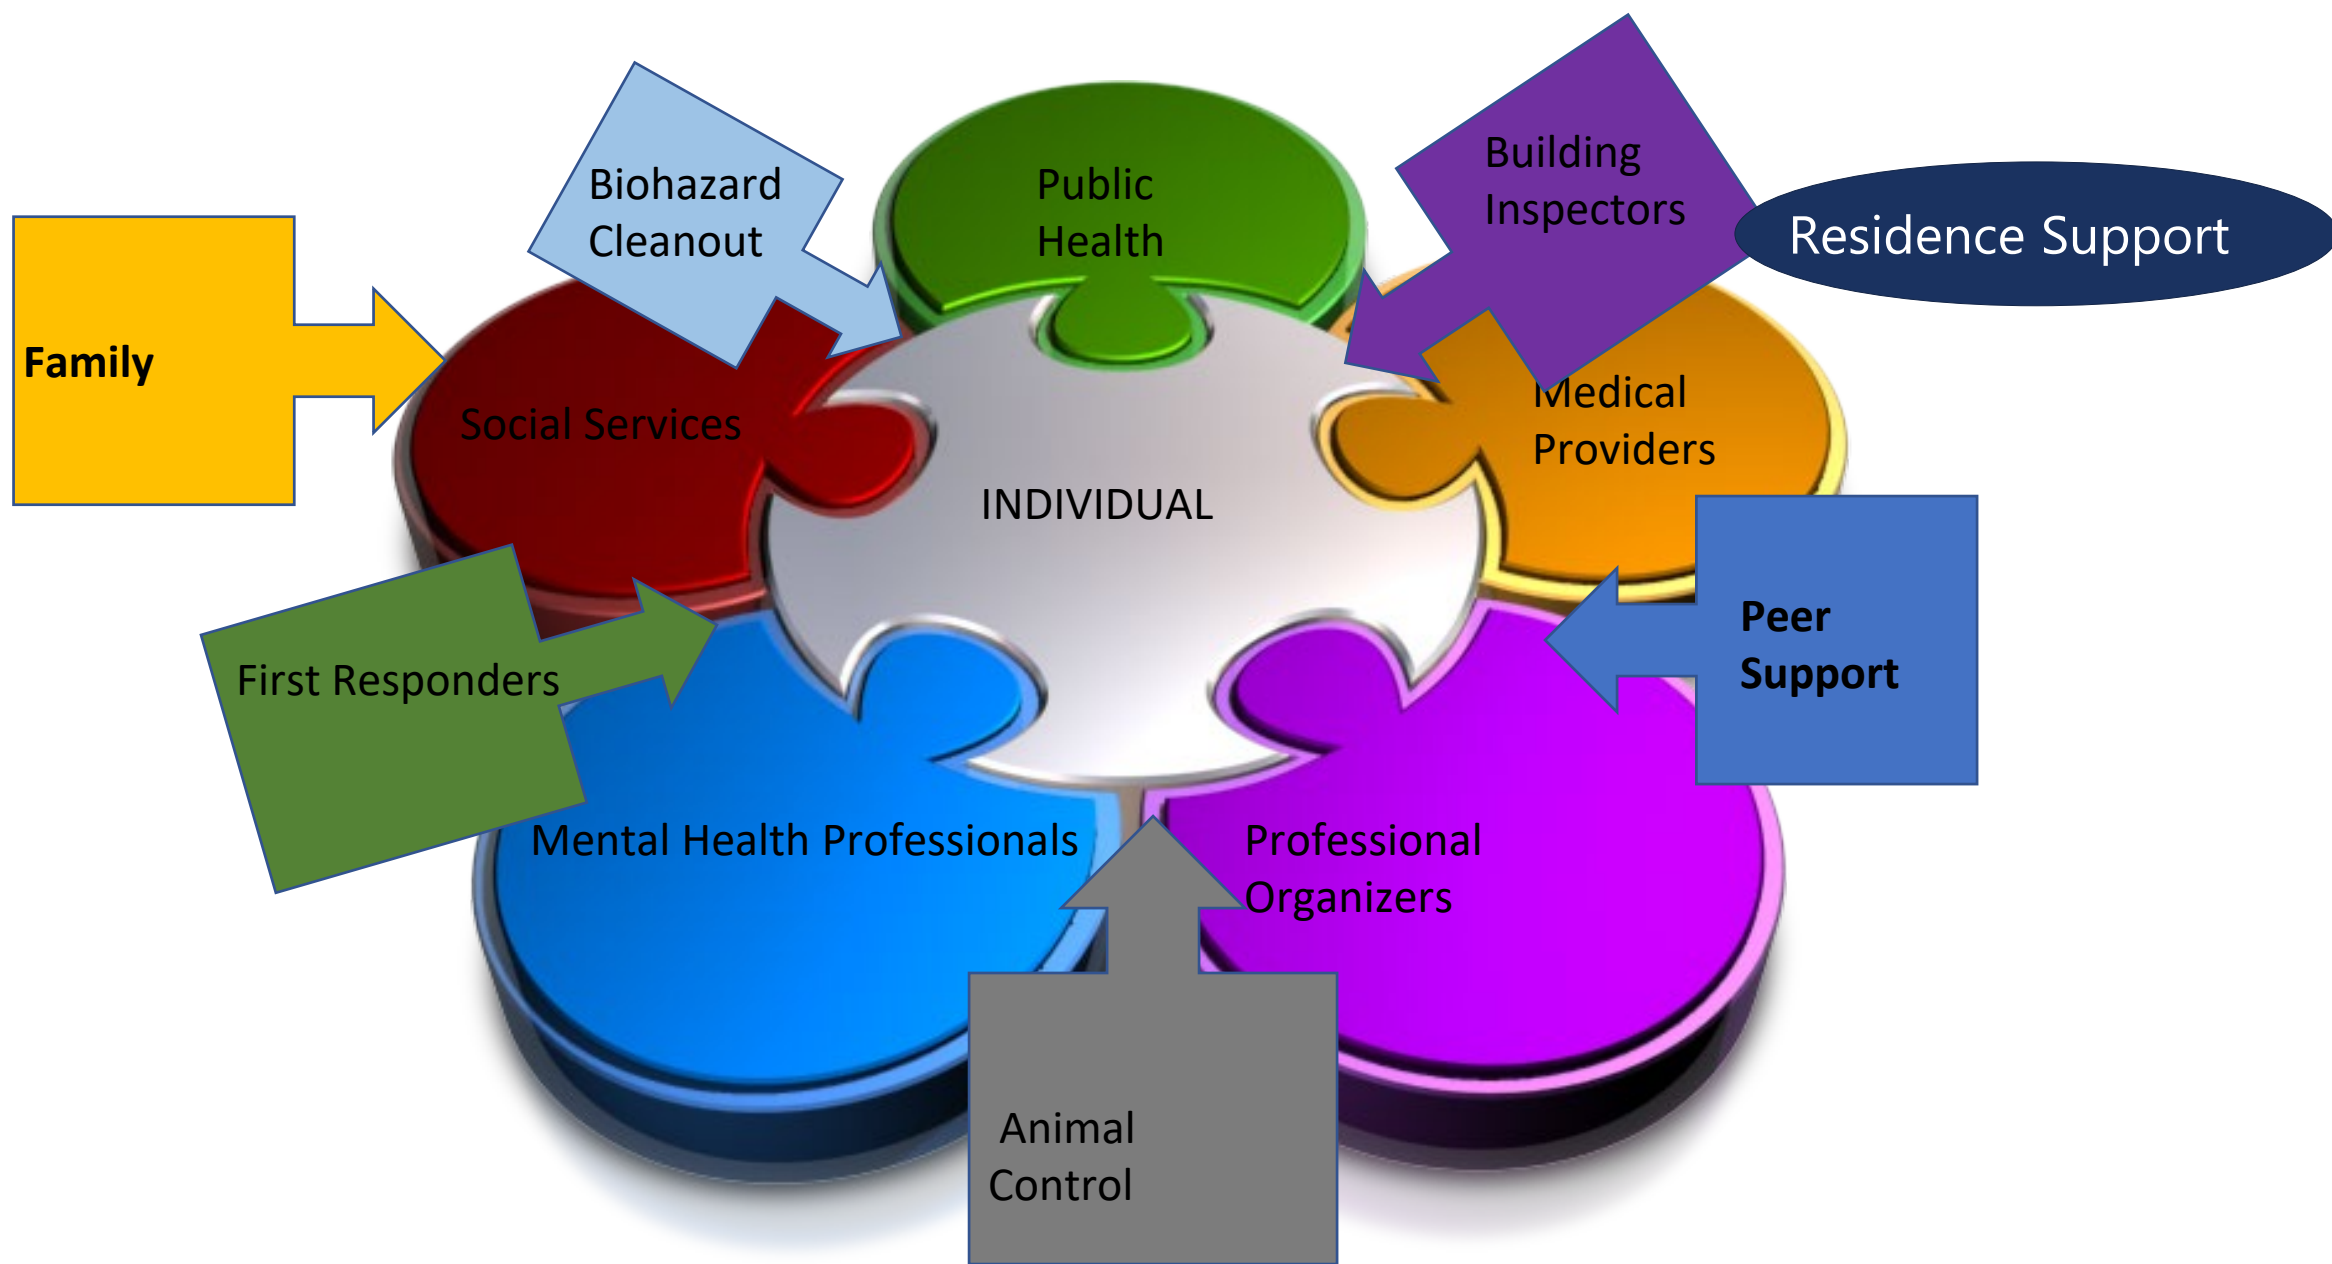 Building
Inspectors
Biohazard
Cleanout
Public
Health
Residence Support
Family
Social Services
Medical
Providers
INDIVIDUAL
Peer
Support
First Responders
Mental Health Professionals
Professional
Organizers
Animal
Control